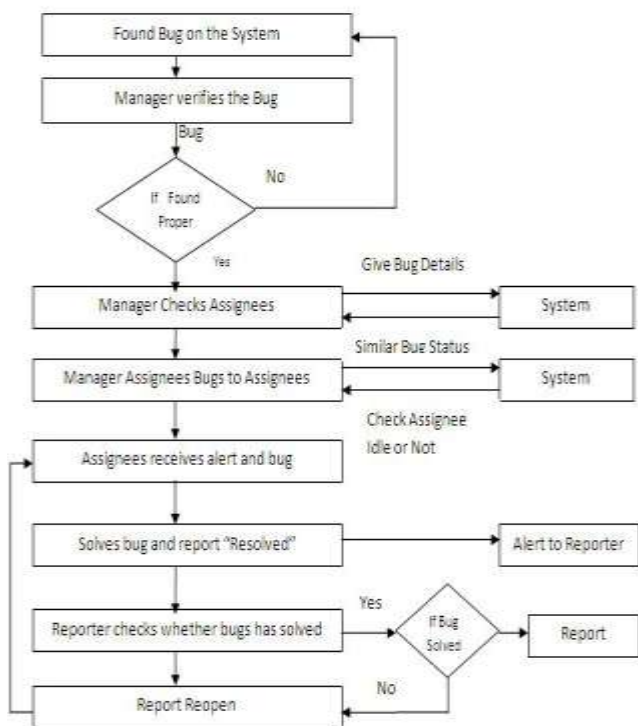 Found Bug on the System
Manager verifies the Bug
Bug
If Found
Proper
No
Yes
Give Bug Details
Manager Checks Assignees
System
Similar Bug Status
Manager Assignees Bugs to Assignees
System
Check Assignee
Idle or Not
Assignees receives alert and bug
Solves bug and report "Resolved"
Alert to Reporter
Yes
Reporter checks whether bugs has solved
If Bug
Solved
Report
No
Report Reopen